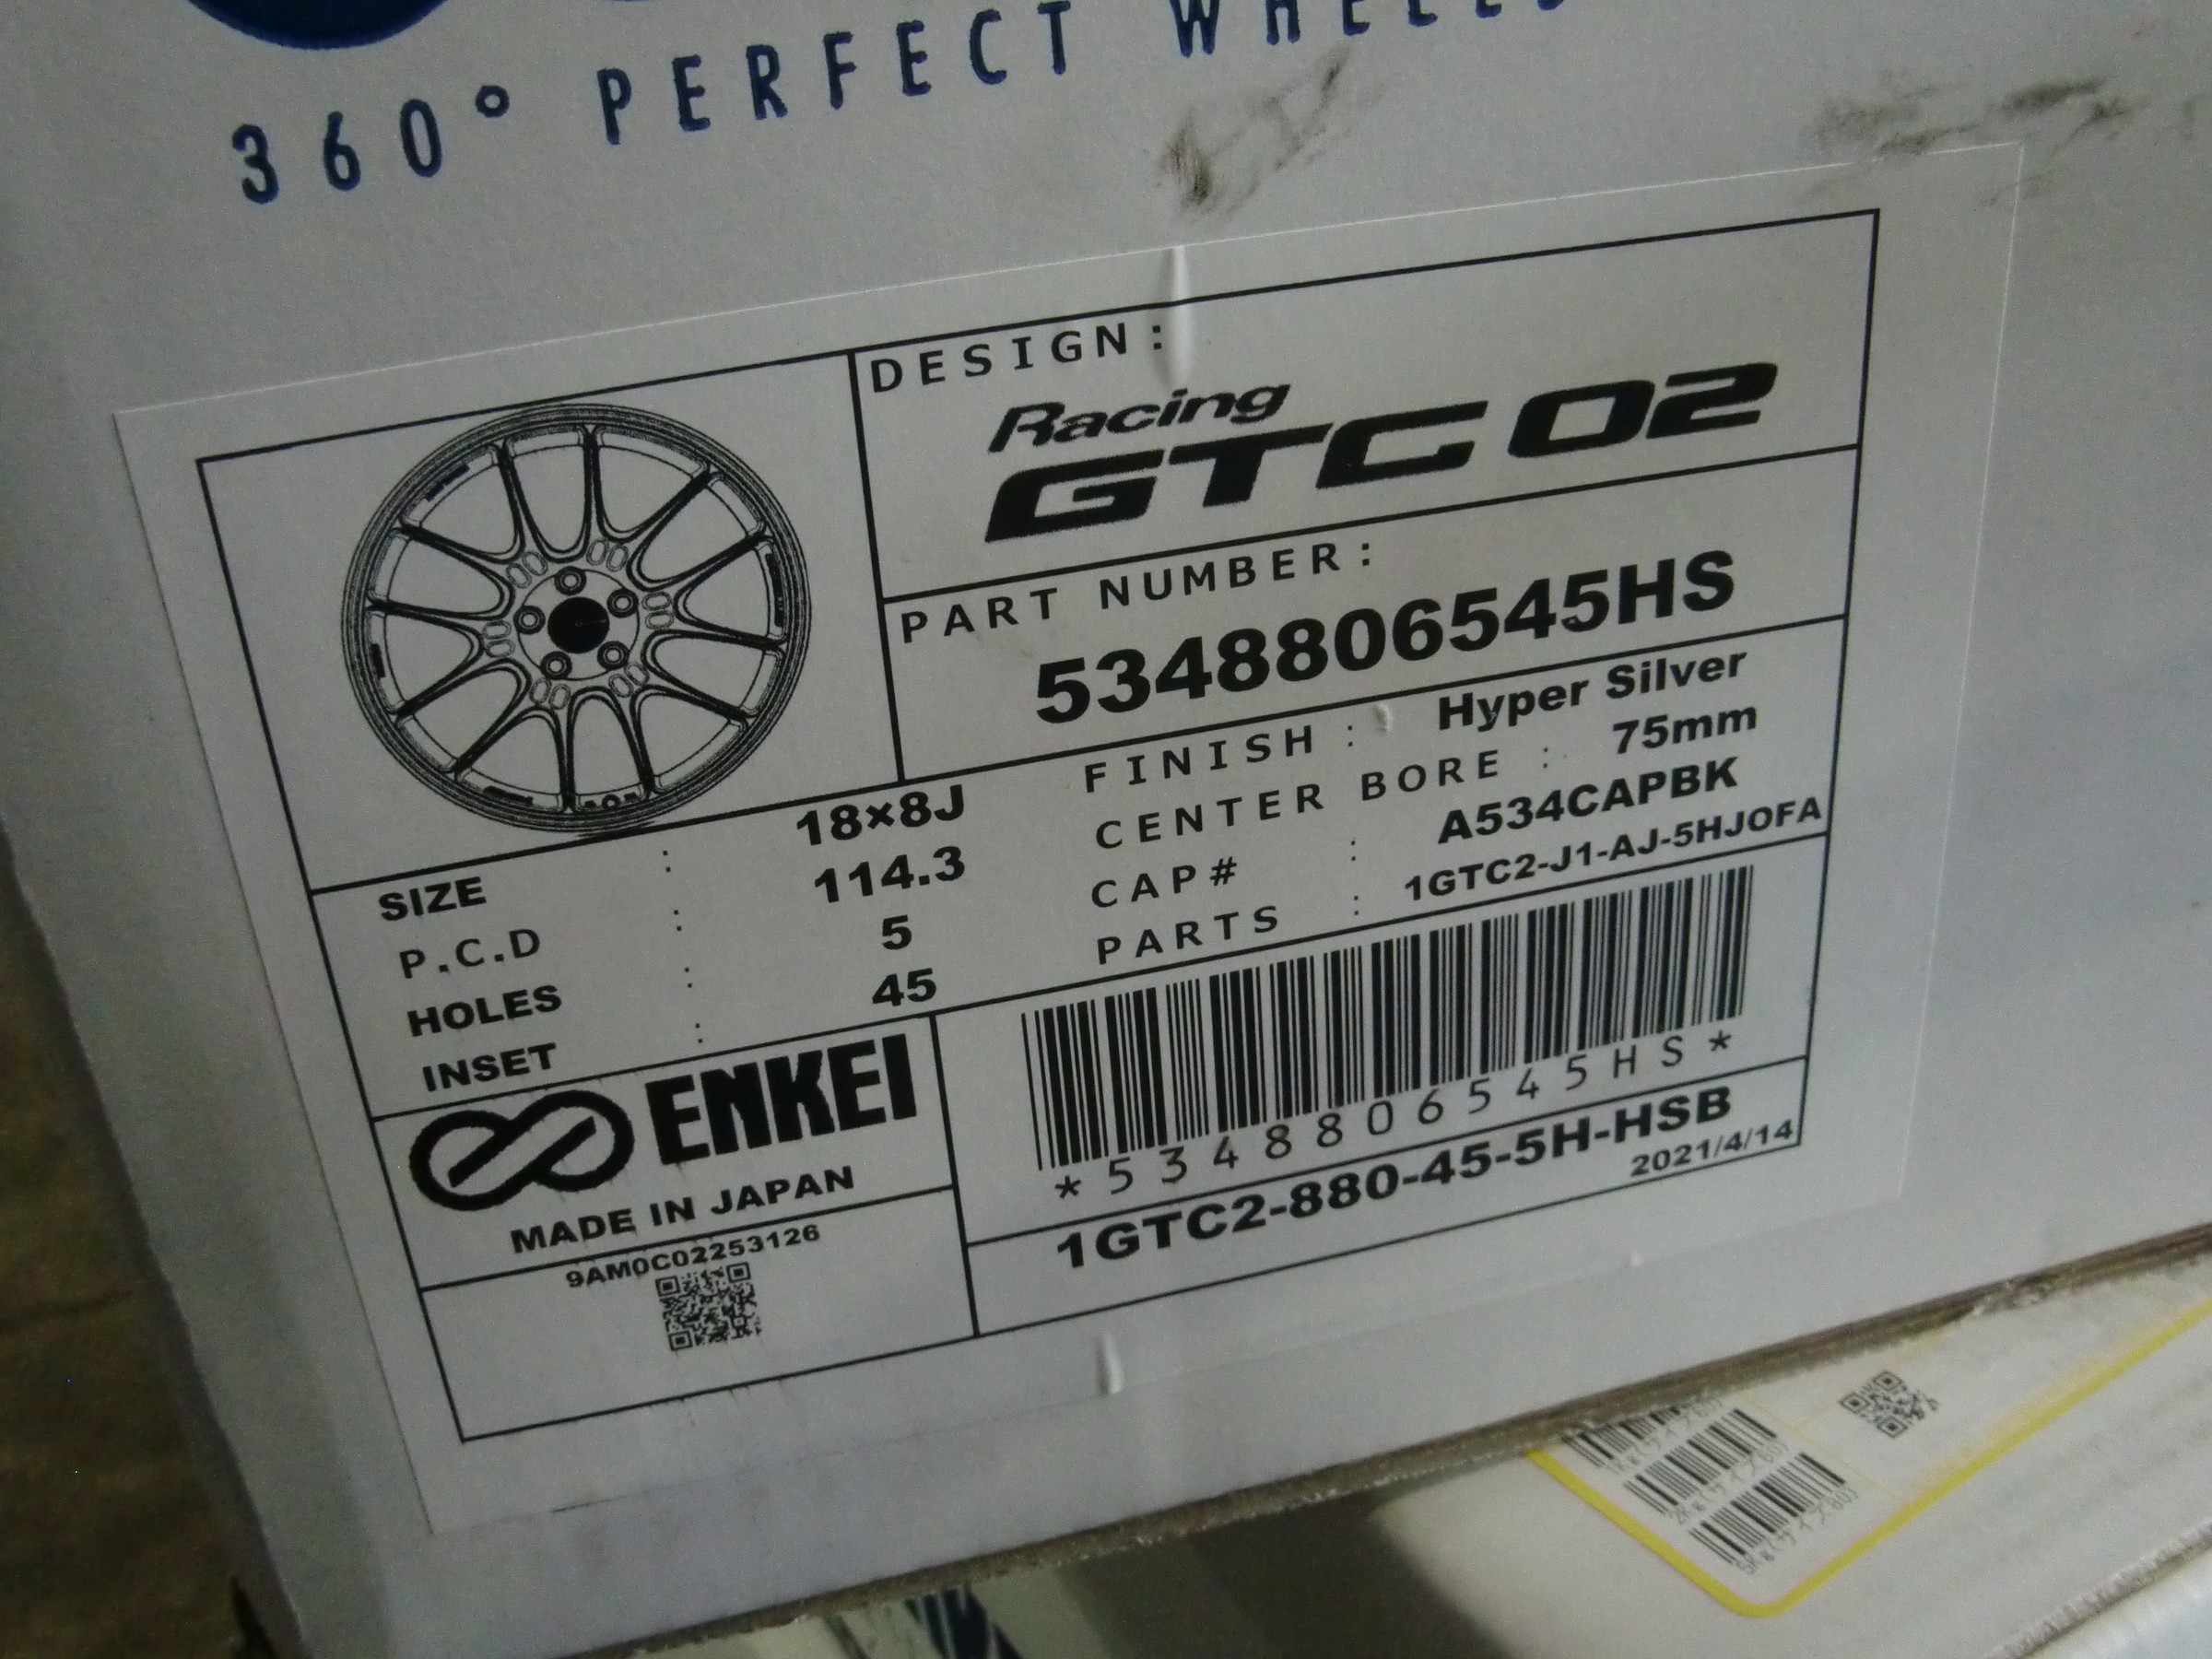 360° PERFECT WHEELS
DESIGN:
Racing
GTC02
PART NUMBER:
5348806545HS
SIZE : 18×8J
P.C.D : 114.3
HOLES : 5
INSET : 45
FINISH : Hyper Silver
CENTER BORE : 75mm
CAP# : A534CAPBK
PARTS : 1GTC2-J1-AJ-5HJOFA
ENKEI
MADE IN JAPAN
9AM0C02253126
*5348806545HS*
1GTC2-880-45-5H-HSB
2021/4/14